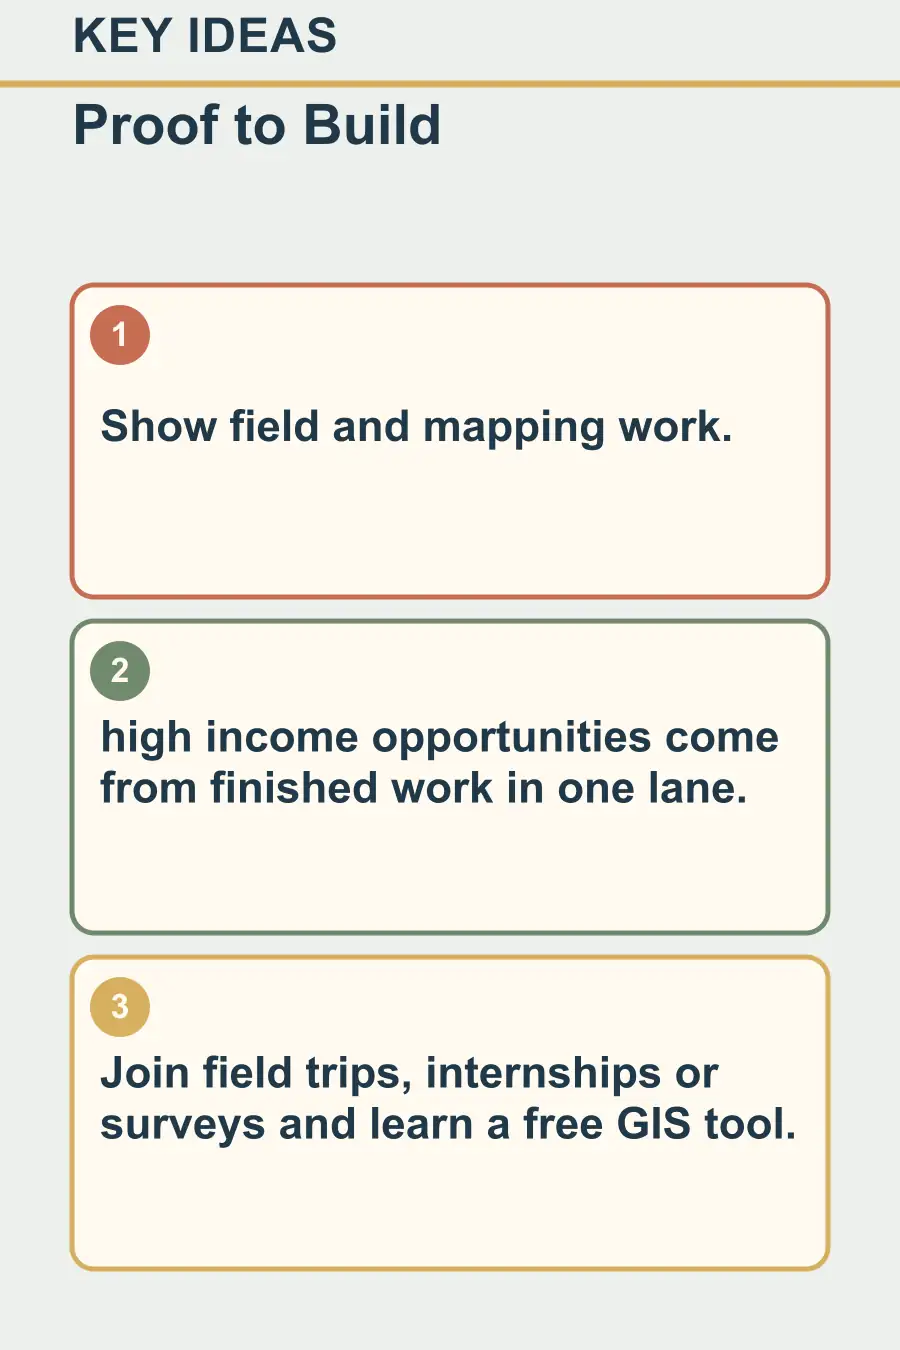 KEY IDEAS
Proof to Build
1
Show field and mapping work.
2
high income opportunities come
from finished work in one lane.
3
Join field trips, internships or
surveys and learn a free GIS tool.